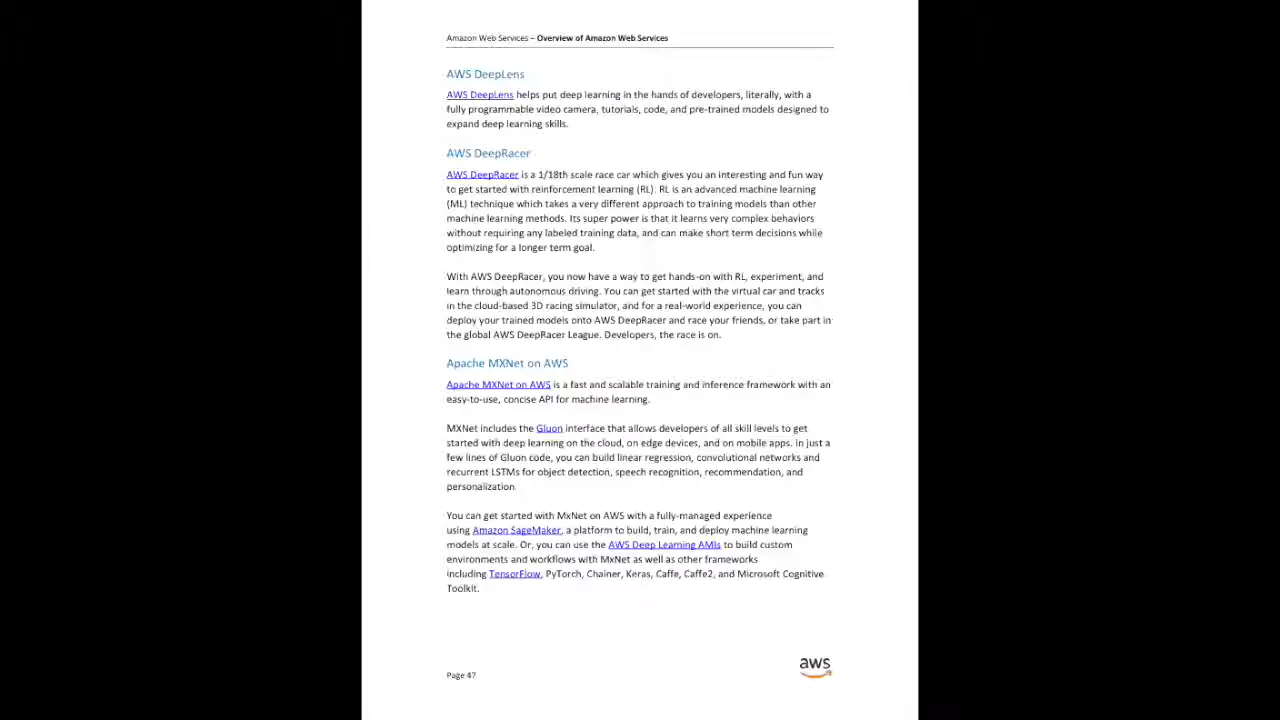 Amazon Web Services – Overview of Amazon Web Services
AWS DeepLens
AWS DeepLens helps put deep learning in the hands of developers, literally, with a
fully programmable video camera, tutorials, code, and pre-trained models designed to
expand deep learning skills.
AWS DeepRacer
AWS DeepRacer is a 1/18th scale race car which gives you an interesting and fun way
to get started with reinforcement learning (RL). RL is an advanced machine learning
(ML) technique which takes a very different approach to training models than other
machine learning methods. Its super power is that it learns very complex behaviors
without requiring any labeled training data, and can make short term decisions while
optimizing for a longer term goal.
With AWS DeepRacer, you now have a way to get hands-on with RL, experiment, and
learn through autonomous driving. You can get started with the virtual car and tracks
in the cloud-based 3D racing simulator, and for a real-world experience, you can
deploy your trained models onto AWS DeepRacer and race your friends, or take part in
the global AWS DeepRacer League. Developers, the race is on.
Apache MXNet on AWS
Apache MXNet on AWS is a fast and scalable training and inference framework with an
easy-to-use, concise API for machine learning.
MXNet includes the Gluon interface that allows developers of all skill levels to get
started with deep learning on the cloud, on edge devices, and on mobile apps. In just a
few lines of Gluon code, you can build linear regression, convolutional networks and
recurrent LSTMs for object detection, speech recognition, recommendation, and
personalization.
You can get started with MxNet on AWS with a fully-managed experience
using Amazon SageMaker, a platform to build, train, and deploy machine learning
models at scale. Or, you can use the AWS Deep Learning AMIs to build custom
environments and workflows with MxNet as well as other frameworks
including TensorFlow, PyTorch, Chainer, Keras, Caffe, Caffe2, and Microsoft Cognitive
Toolkit.
aws
Page 47